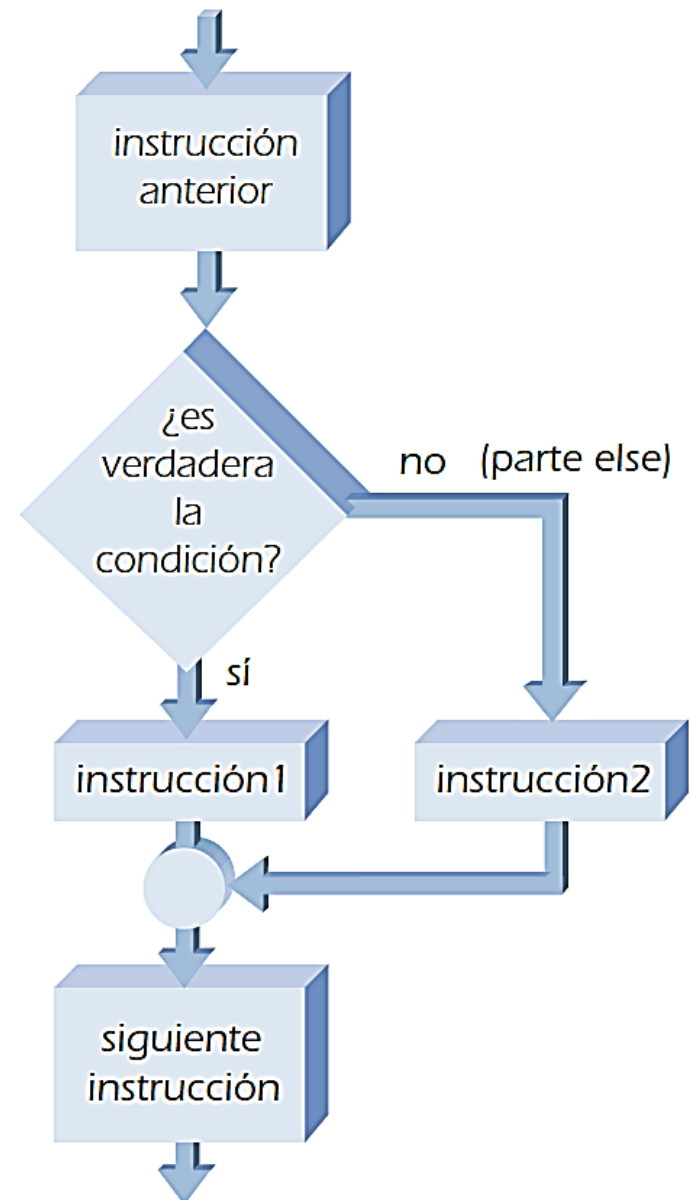 instrucción
anterior
¿es
verdadera
la
condición?
no (parte else)
sí
instrucción1
instrucción2
siguiente
instrucción